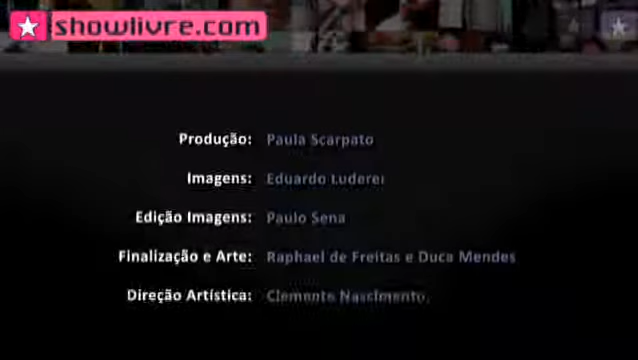 showlivre.com
Produção: Paula Scarpato
Imagens: Eduardo Luderei
Edição Imagens: Paulo Sena
Finalização e Arte: Raphael de Freitas e Duca Mendes
Direção Artística: Clemente Nascimento